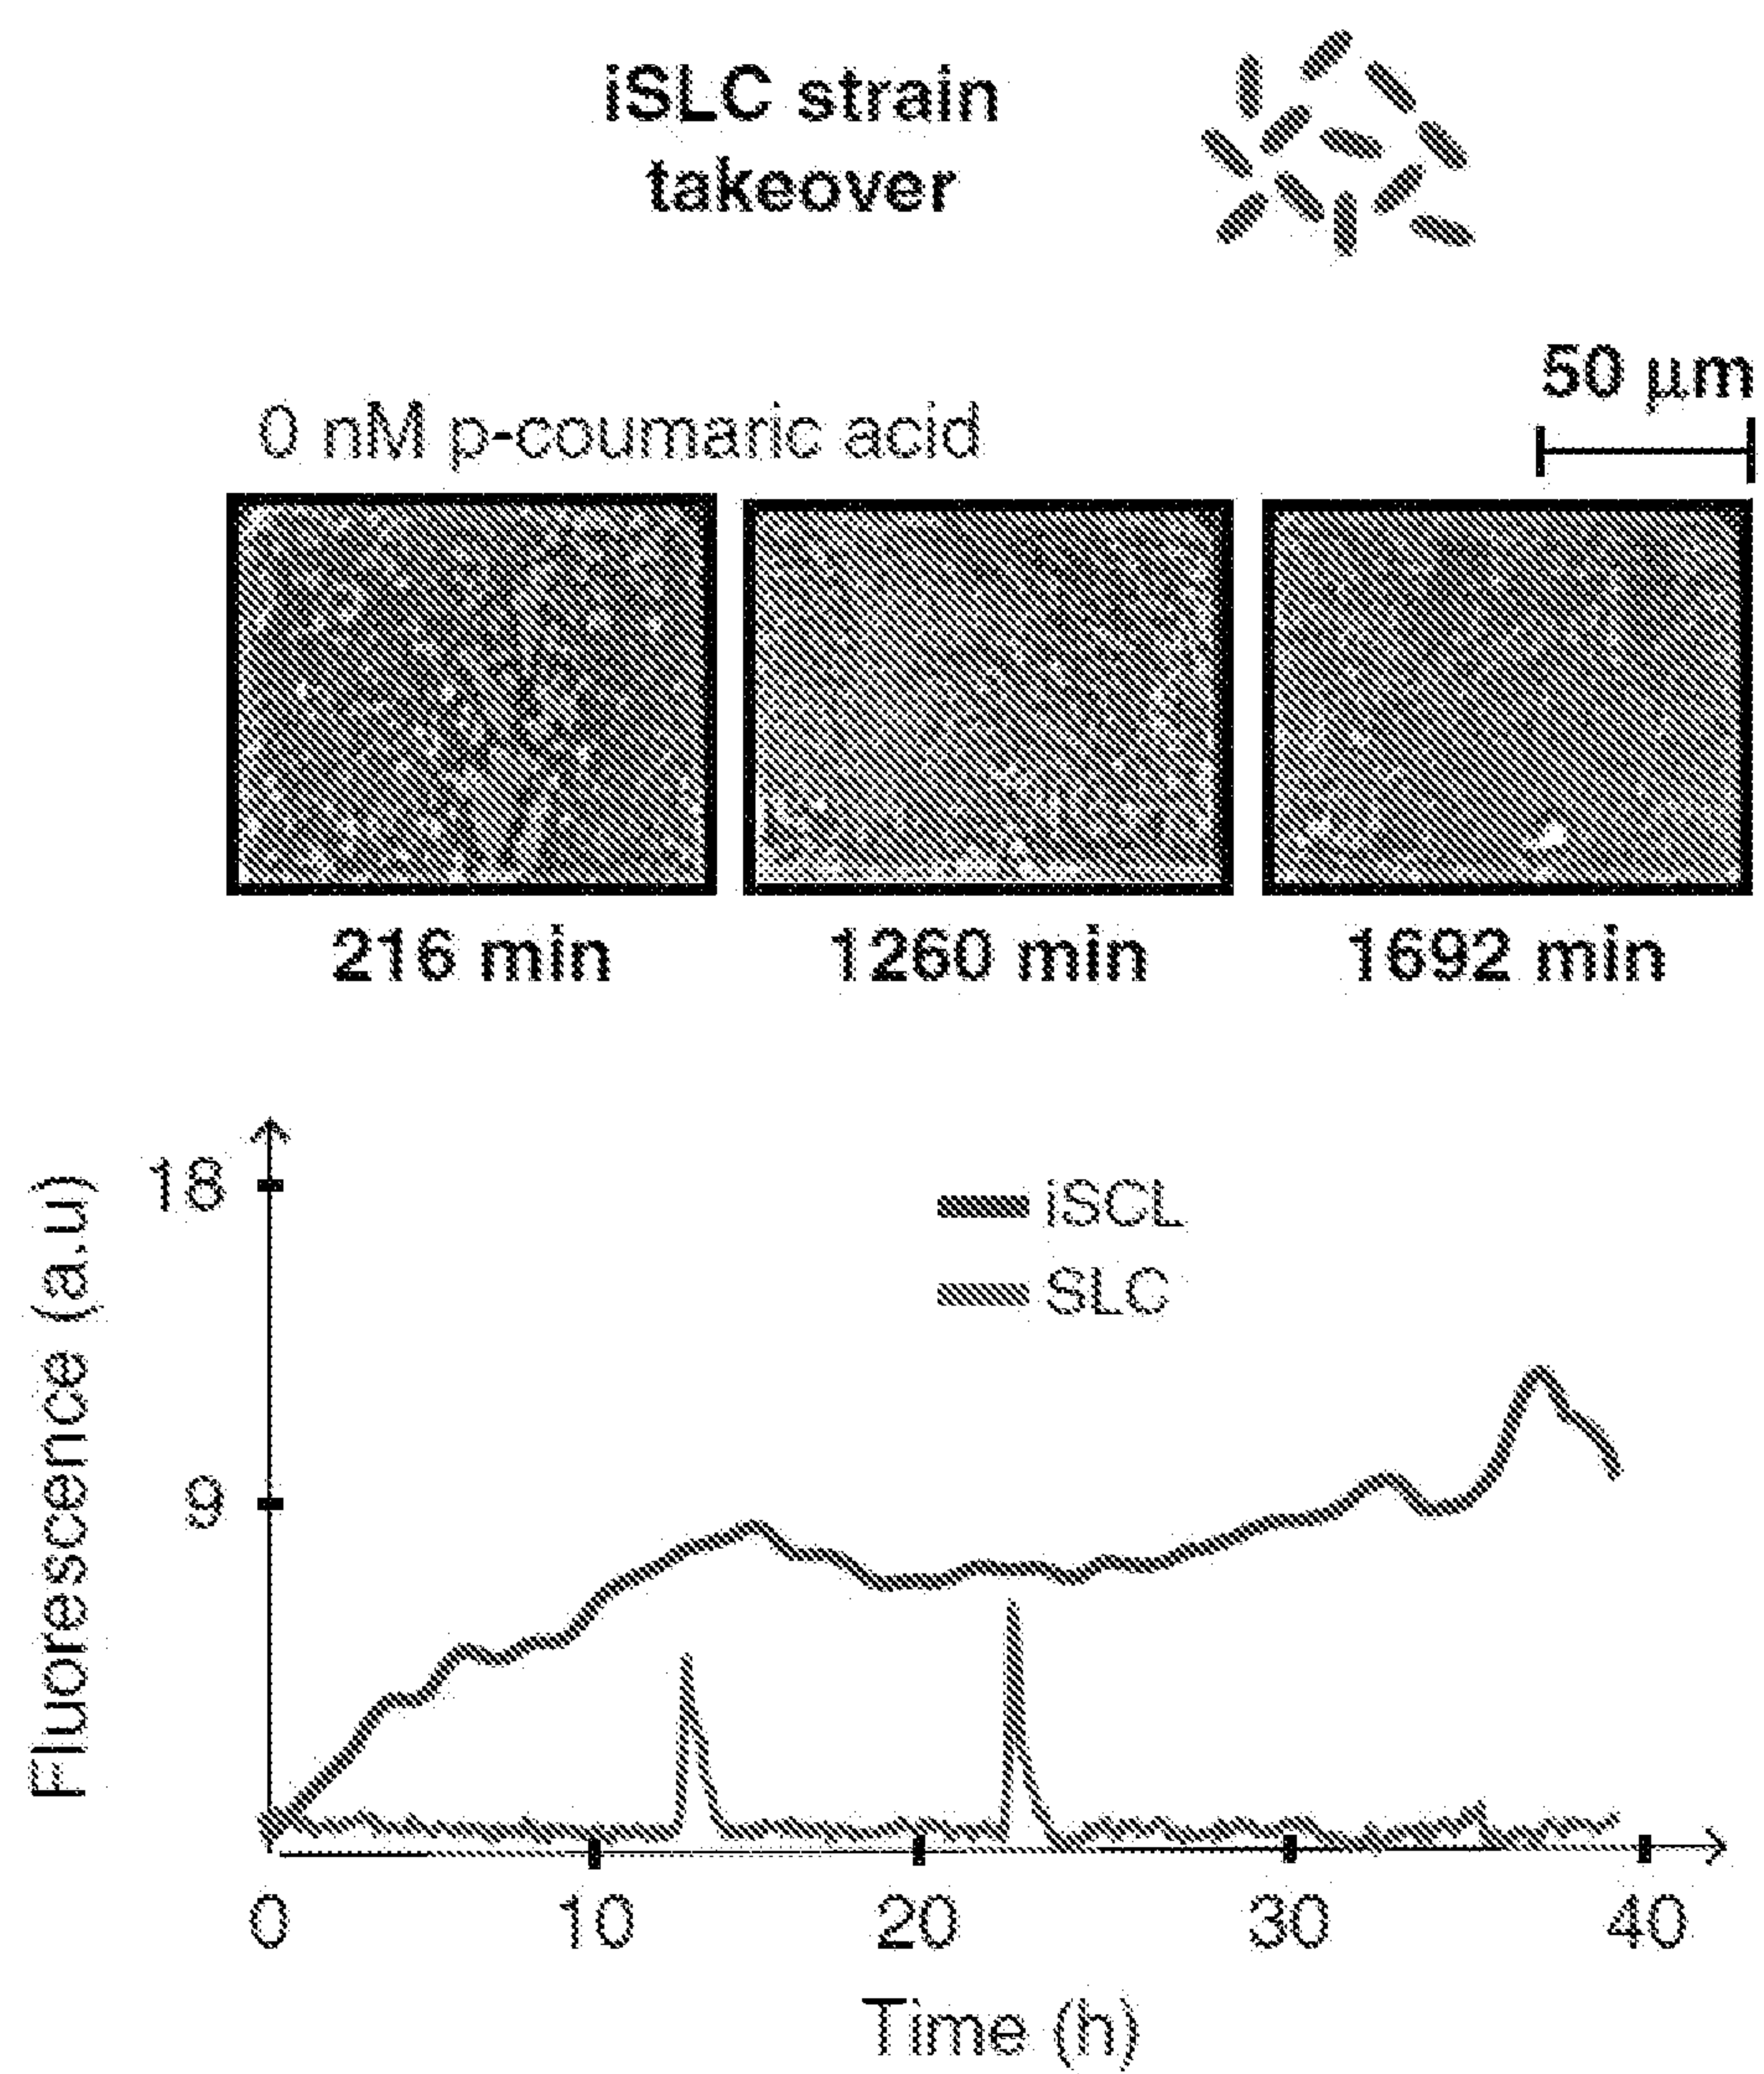 iSLC strain
takeover
50 µm
0 nM p-coumaric acid
216 min
1260 min
1692 min
18
9
Fluorescence (a.u)
iSCL
SLC
0
10
20
30
40
Time (h)